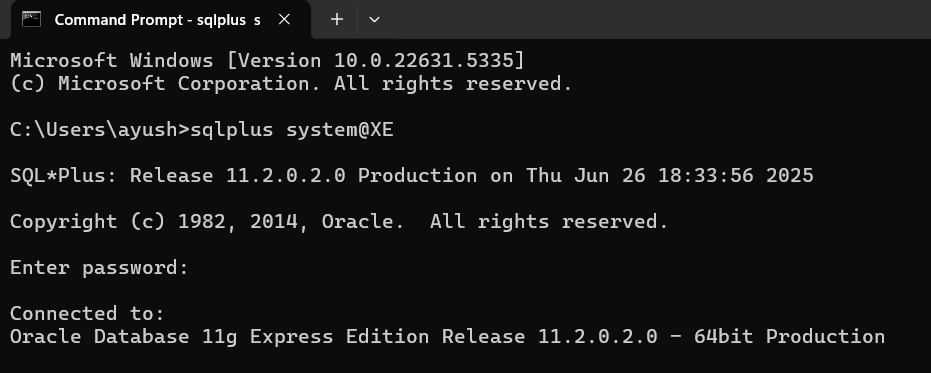 Command Prompt - sqlplus  s
Microsoft Windows [Version 10.0.22631.5335]
(c) Microsoft Corporation. All rights reserved.
C:\Users\ayush>sqlplus system@XE
SQL*Plus: Release 11.2.0.2.0 Production on Thu Jun 26 18:33:56 2025
Copyright (c) 1982, 2014, Oracle.  All rights reserved.
Enter password:
Connected to:
Oracle Database 11g Express Edition Release 11.2.0.2.0 - 64bit Production